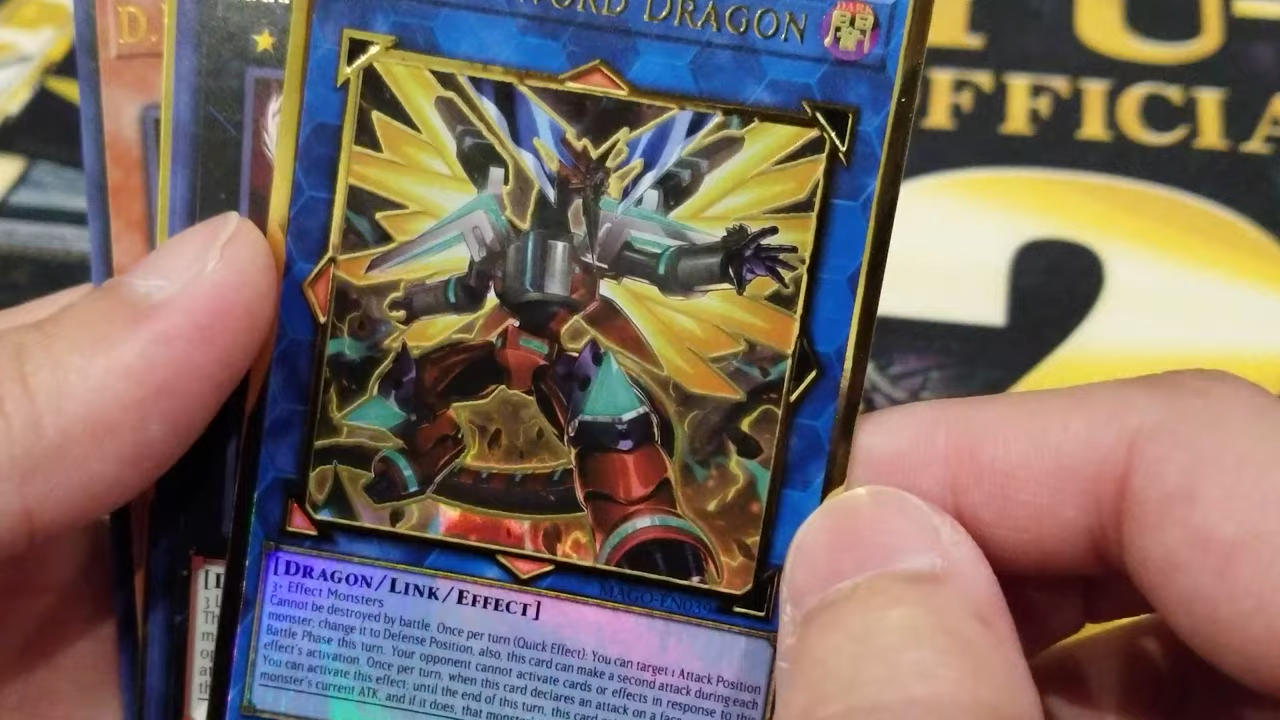 WORD DRAGON
DARK
D.
FFICIA
2
MAGO-EN039
[DRAGON/LINK/EFFECT]
3+ Effect Monsters
Cannot be destroyed by battle. Once per turn (Quick Effect): You can target 1 Attack Position
monster; change it to Defense Position, also, this card can make a second attack during each
Battle Phase this turn. Your opponent cannot activate cards or effects in response to this
effect's activation. Once per turn, when this card declares an attack on a face
You can activate this effect; until the end of this turn, this card
monster's current ATK, and if it does, that monster